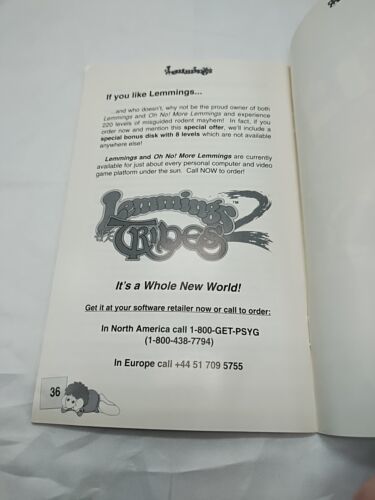 Lemmings
If you like Lemmings...
...and who doesn't, why not be the proud owner of both
Lemmings and Oh No! More Lemmings and experience
220 levels of misguided rodent mayhem! In fact, if you
order now and mention this special offer, we'll include a
special bonus disk with 8 levels which are not available
anywhere else!
Lemmings and Oh No! More Lemmings are currently
available for just about every personal computer and video
game platform under the sun. Call NOW to order!
Lemmings 2
THE TRIBES
™
It's a Whole New World!
Get it at your software retailer now or call to order:
In North America call 1-800-GET-PSYG
(1-800-438-7794)
In Europe call +44 51 709 5755
36